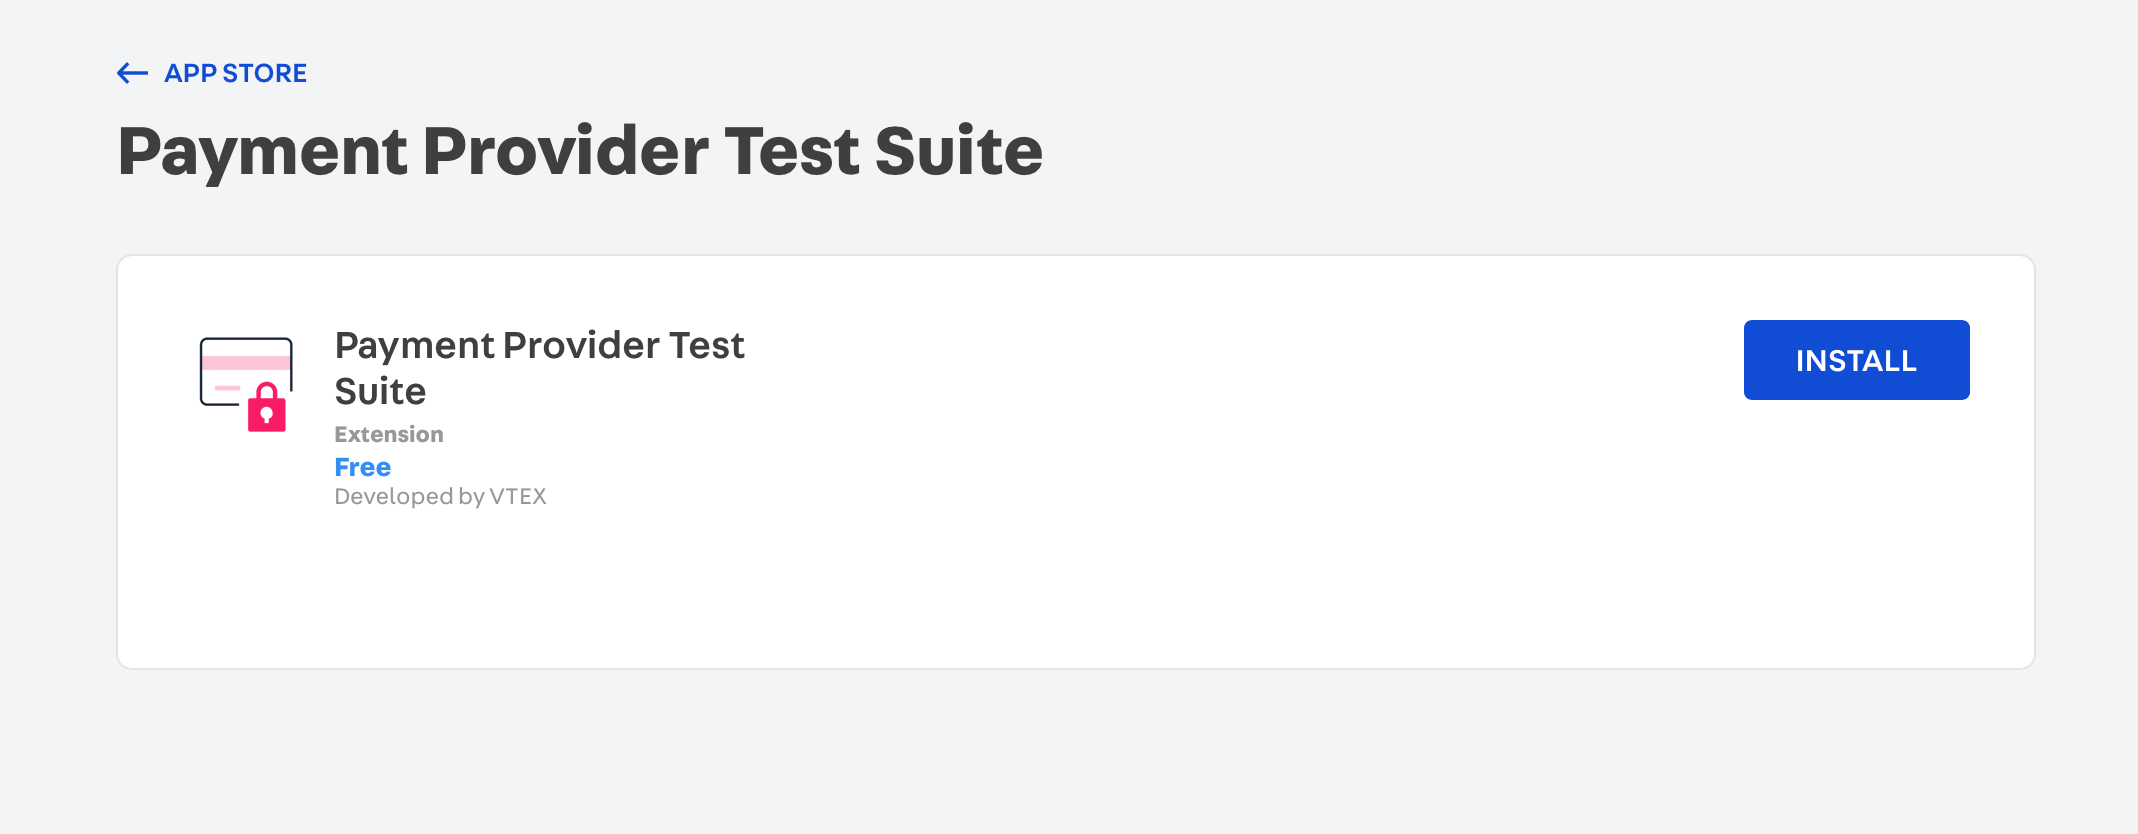 APP STORE
Payment Provider Test Suite
Payment Provider Test
Suite
Extension
Free
Developed by VTEX
INSTALL